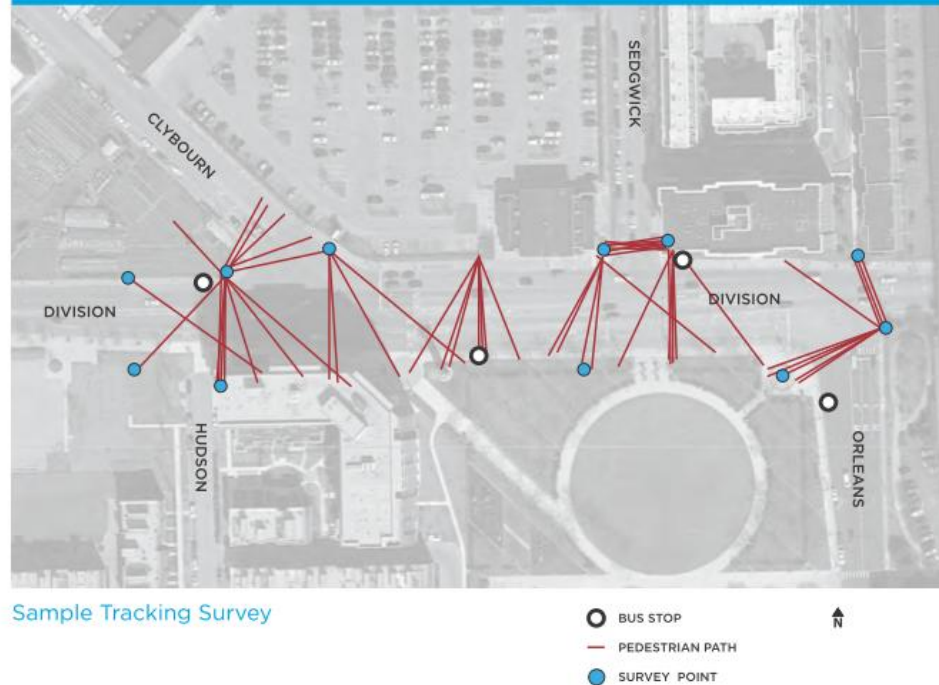 SEDGWICK
CLYBOURN
DIVISION
DIVISION
HUDSON
ORLEANS
Sample Tracking Survey
BUS STOP
N
PEDESTRIAN PATH
SURVEY POINT